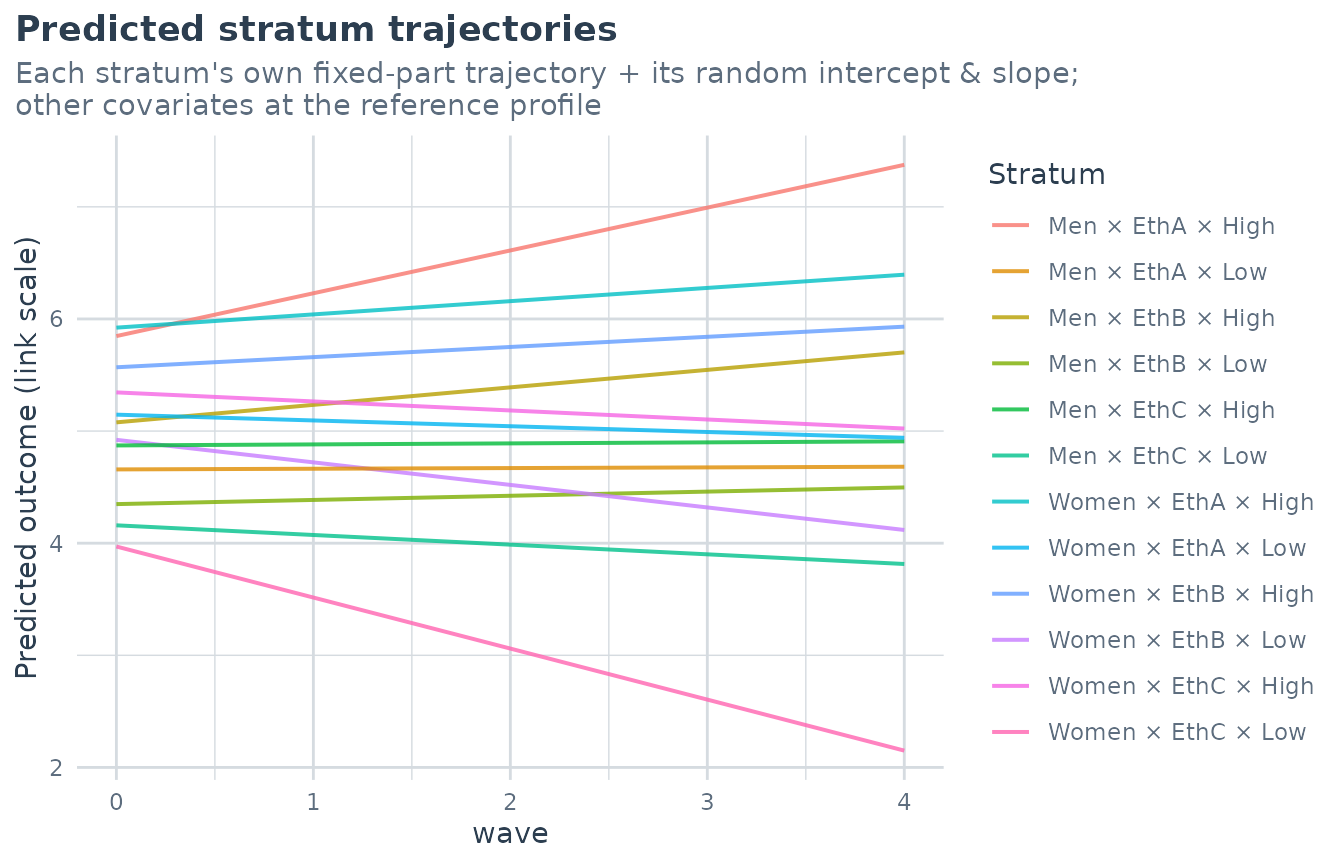 Predicted stratum trajectories
Each stratum's own fixed-part trajectory + its random intercept & slope;
other covariates at the reference profile
Predicted outcome (link scale)
6
4
2
0
1
2
3
4
wave
Stratum
Men × EthA × High
Men × EthA × Low
Men × EthB × High
Men × EthB × Low
Men × EthC × High
Men × EthC × Low
Women × EthA × High
Women × EthA × Low
Women × EthB × High
Women × EthB × Low
Women × EthC × High
Women × EthC × Low